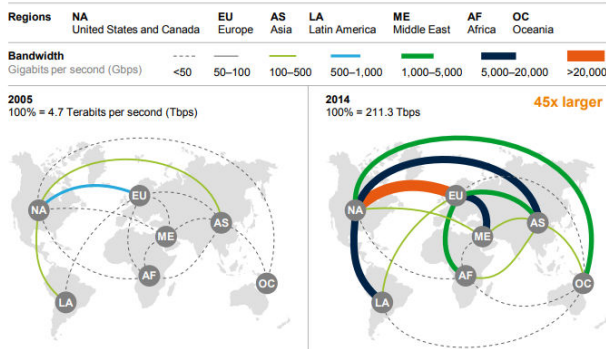 Regions NA EU AS LA ME AF OC
United States and Canada Europe Asia Latin America Middle East Africa Oceania
Bandwidth
Gigabits per second (Gbps) <50 50–100 100–500 500–1,000 1,000–5,000 5,000–20,000 >20,000
2005
100% = 4.7 Terabits per second (Tbps)
NA
EU
AS
ME
AF
OC
LA
2014
100% = 211.3 Tbps
45x larger
NA
EU
AS
ME
AF
OC
LA